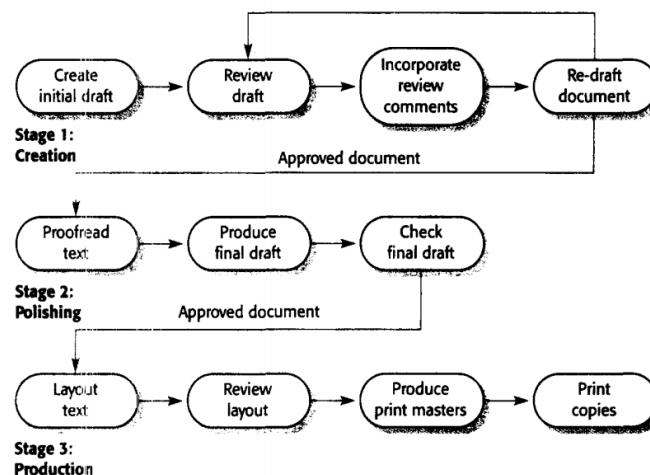 Create
initial draft
Review
draft
Incorporate
review
comments
Re-draft
document
Stage 1:
Creation
Approved document
Proofread
text
Produce
final draft
Check
final draft
Stage 2:
Polishing
Approved document
Layout
text
Review
layout
Produce
print masters
Print
copies
Stage 3:
Production